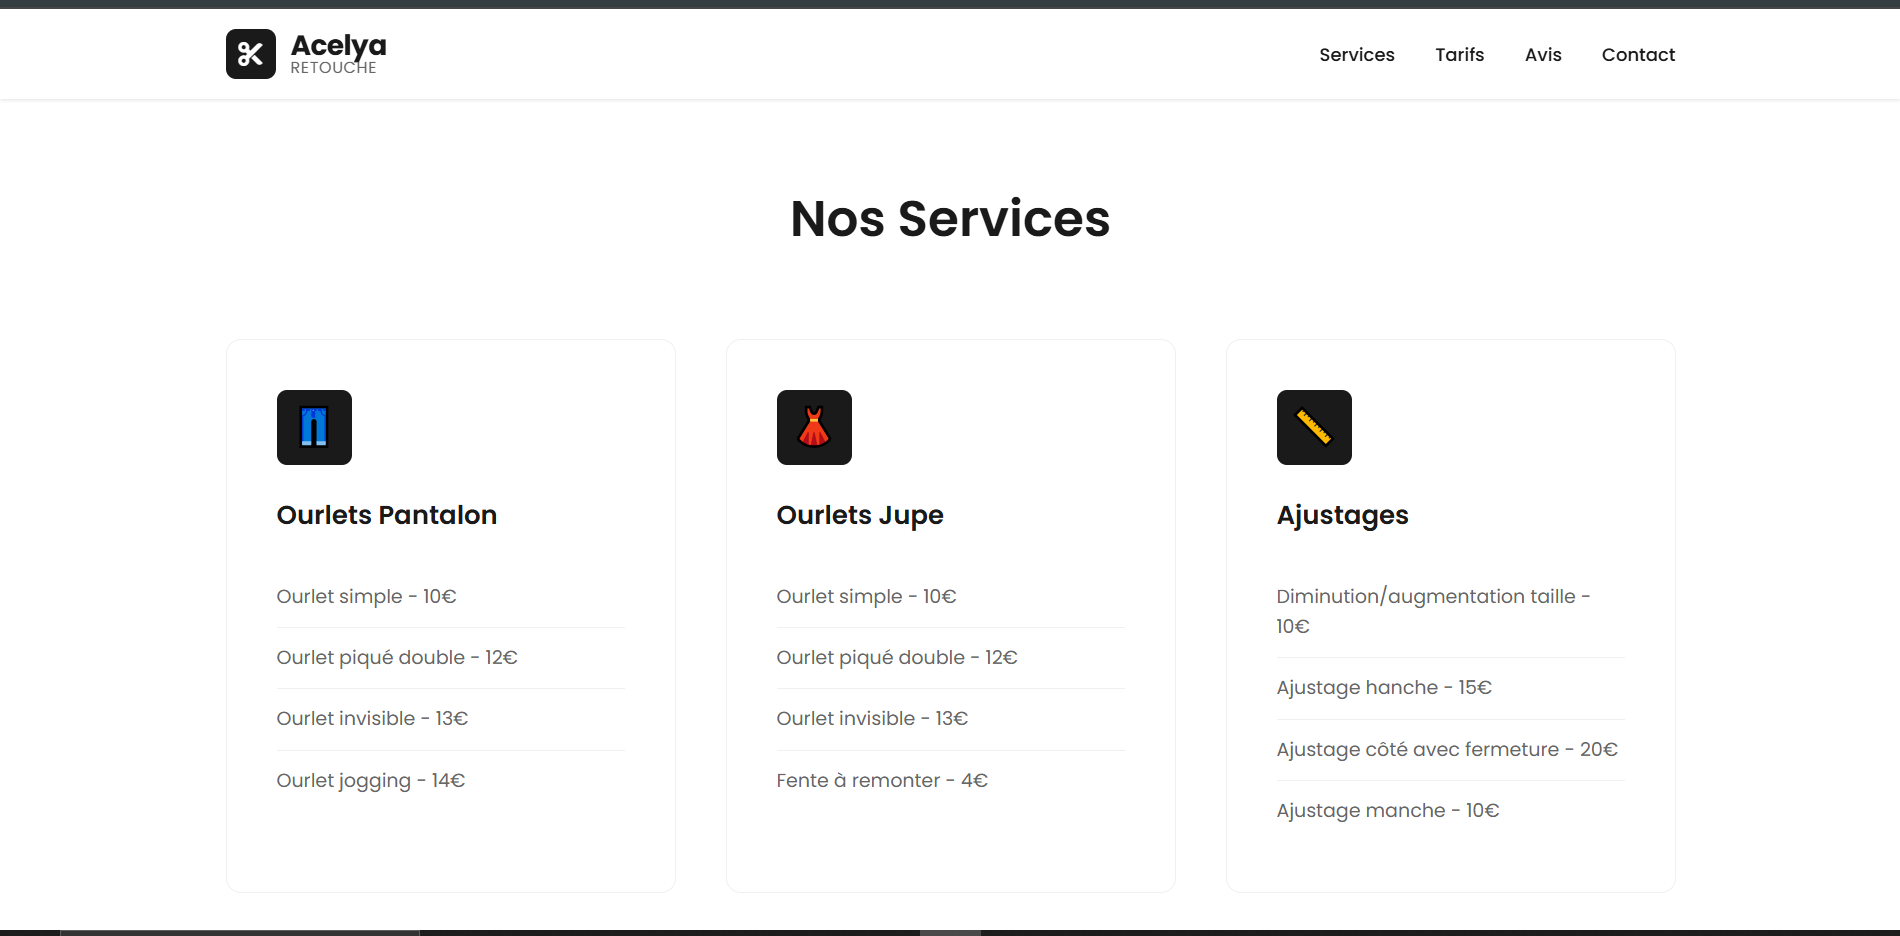 Acelya
RETOUCHE
Services
Tarifs
Avis
Contact
Nos Services
Ourlets Pantalon
Ourlet simple - 10€
Ourlet piqué double - 12€
Ourlet invisible - 13€
Ourlet jogging - 14€
Ourlets Jupe
Ourlet simple - 10€
Ourlet piqué double - 12€
Ourlet invisible - 13€
Fente à remonter - 4€
Ajustages
Diminution/augmentation taille -
10€
Ajustage hanche - 15€
Ajustage côté avec fermeture - 20€
Ajustage manche - 10€